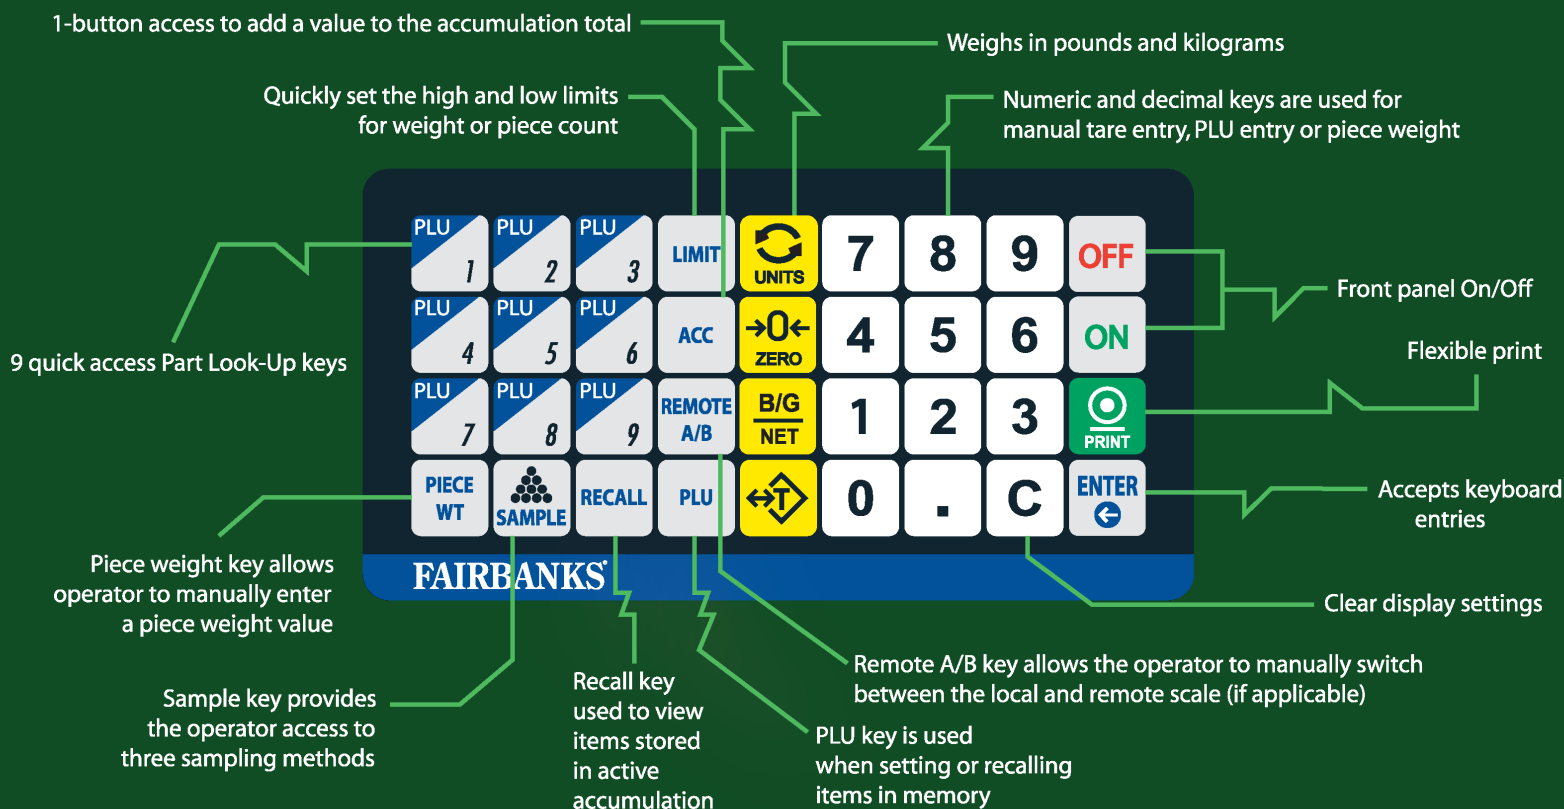 1-button access to add a value to the accumulation total
Weighs in pounds and kilograms
Quickly set the high and low limits
for weight or piece count
Numeric and decimal keys are used for
manual tare entry, PLU entry or piece weight
PLU 1
PLU 2
PLU 3
LIMIT
UNITS
7
8
9
OFF
Front panel On/Off
9 quick access Part Look-Up keys
PLU 4
PLU 5
PLU 6
ACC
→0←
ZERO
4
5
6
ON
Flexible print
PLU 7
PLU 8
PLU 9
REMOTE
A/B
B/G
NET
1
2
3
PRINT
PIECE
WT
SAMPLE
RECALL
PLU
T
0
.
C
ENTER
Accepts keyboard
entries
FAIRBANKS
Piece weight key allows
operator to manually enter
a piece weight value
Clear display settings
Sample key provides
the operator access to
three sampling methods
Recall key
used to view
items stored
in active
accumulation
Remote A/B key allows the operator to manually switch
between the local and remote scale (if applicable)
PLU key is used
when setting or recalling
items in memory